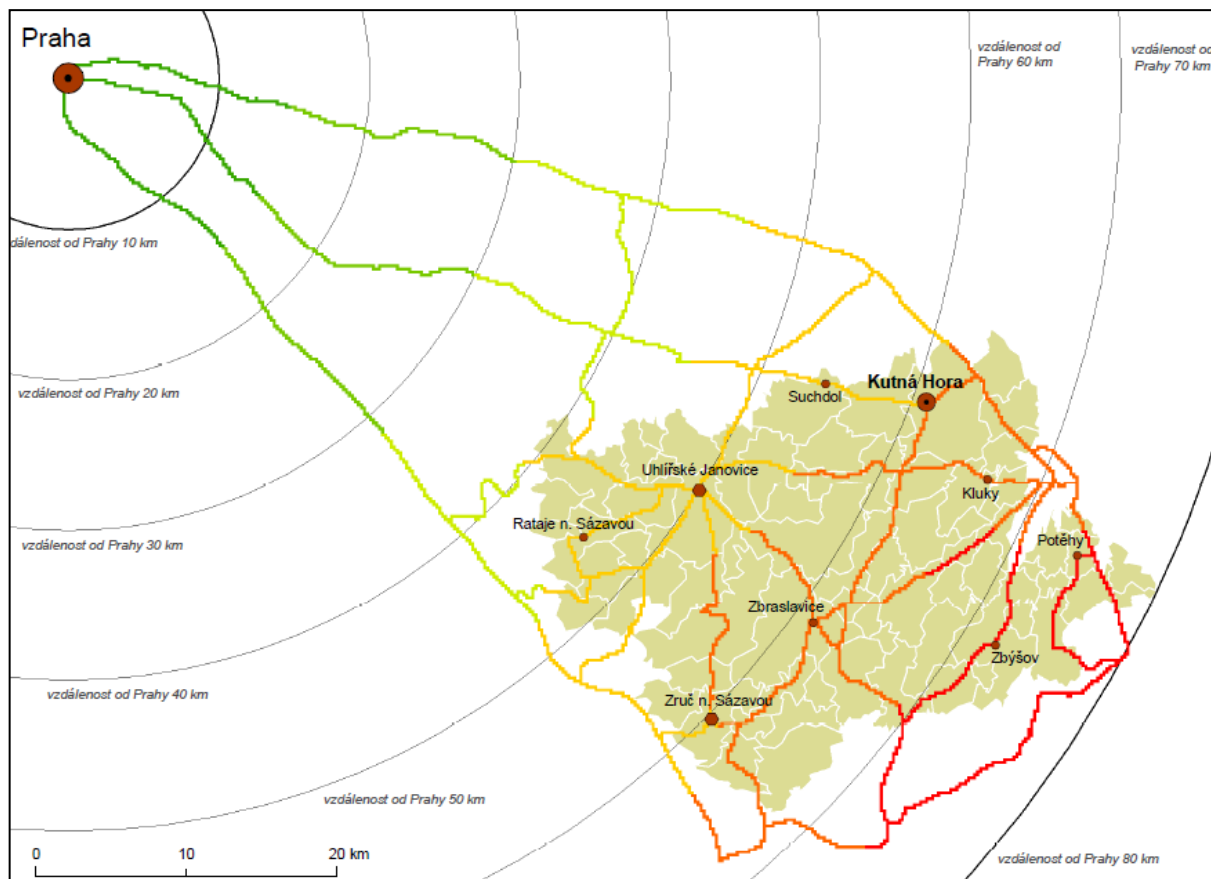 Praha
vzdálenost od
Prahy 60 km
vzdálenost od
Prahy 70 km
dálenost od Prahy 10 km
vzdálenost od Prahy 20 km
Kutná Hora
Suchdol
Uhlířské Janovice
Kluky
Rataje n. Sázavou
vzdálenost od Prahy 30 km
Potěhy
Zbraslavice
Zbýšov
vzdálenost od Prahy 40 km
Zruč n. Sázavou
vzdálenost od Prahy 50 km
0 10 20 km
vzdálenost od Prahy 80 km